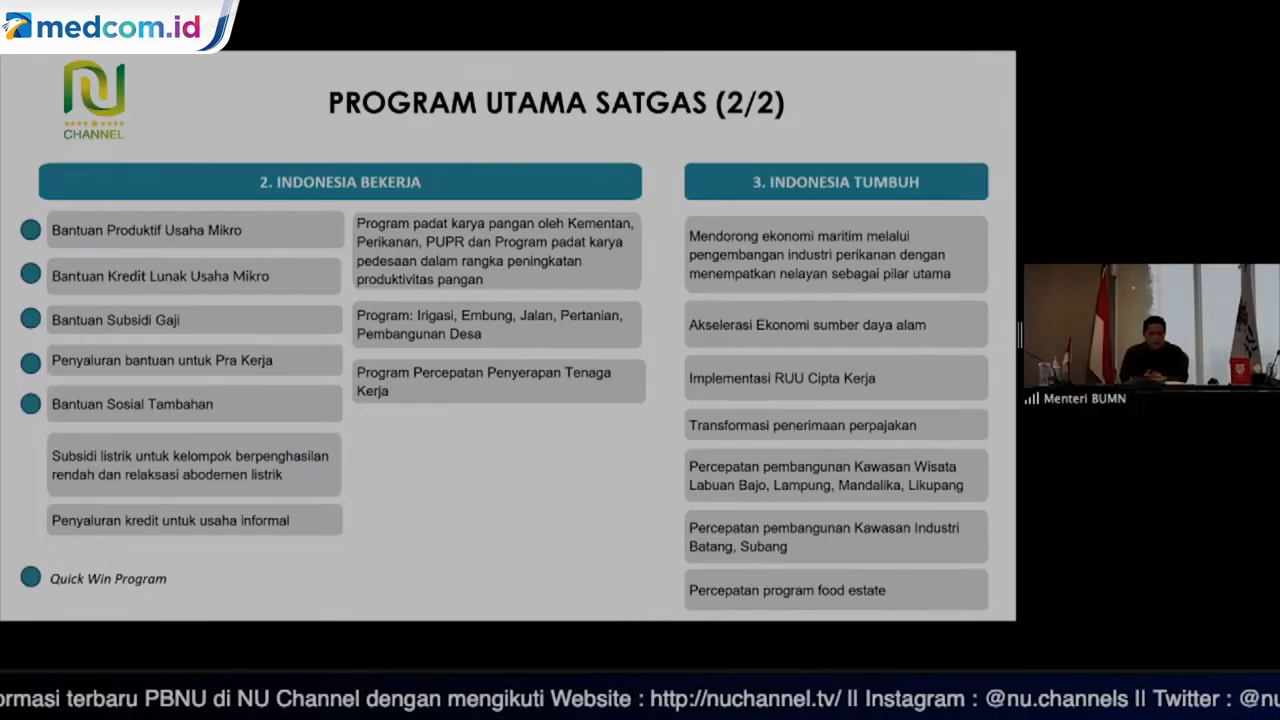 medcom.id
NU
CHANNEL
PROGRAM UTAMA SATGAS (2/2)
2. INDONESIA BEKERJA
Bantuan Produktif Usaha Mikro
Bantuan Kredit Lunak Usaha Mikro
Bantuan Subsidi Gaji
Penyaluran bantuan untuk Pra Kerja
Bantuan Sosial Tambahan
Subsidi listrik untuk kelompok berpenghasilan
rendah dan relaksasi abodemen listrik
Penyaluran kredit untuk usaha informal
Quick Win Program
Program padat karya pangan oleh Kementan,
Perikanan, PUPR dan Program padat karya
pedesaan dalam rangka peningkatan
produktivitas pangan
Program: Irigasi, Embung, Jalan, Pertanian,
Pembangunan Desa
Program Percepatan Penyerapan Tenaga
Kerja
3. INDONESIA TUMBUH
Mendorong ekonomi maritim melalui
pengembangan industri perikanan dengan
menempatkan nelayan sebagai pilar utama
Akselerasi Ekonomi sumber daya alam
Implementasi RUU Cipta Kerja
Transformasi penerimaan perpajakan
Percepatan pembangunan Kawasan Wisata
Labuan Bajo, Lampung, Mandalika, Likupang
Percepatan pembangunan Kawasan Industri
Batang, Subang
Percepatan program food estate
Menteri BUMN
ormasi terbaru PBNU di NU Channel dengan mengikuti Website : http://nuchannel.tv/ II Instagram : @nu.channels II Twitter : @nu